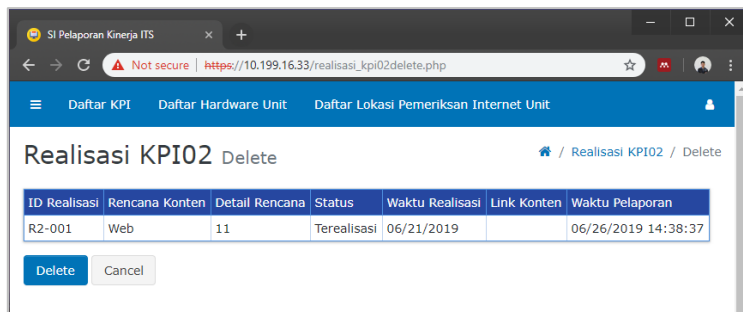 SI Pelaporan Kinerja ITS
Not secure | https://10.199.16.33/realisasi_kpi02delete.php
Daftar KPI Daftar Hardware Unit Daftar Lokasi Pemeriksan Internet Unit
Realisasi KPI02 Delete / Realisasi KPI02 / Delete
ID Realisasi Rencana Konten Detail Rencana Status Waktu Realisasi Link Konten Waktu Pelaporan
R2-001 Web 11 Terealisasi 06/21/2019 06/26/2019 14:38:37
Delete Cancel